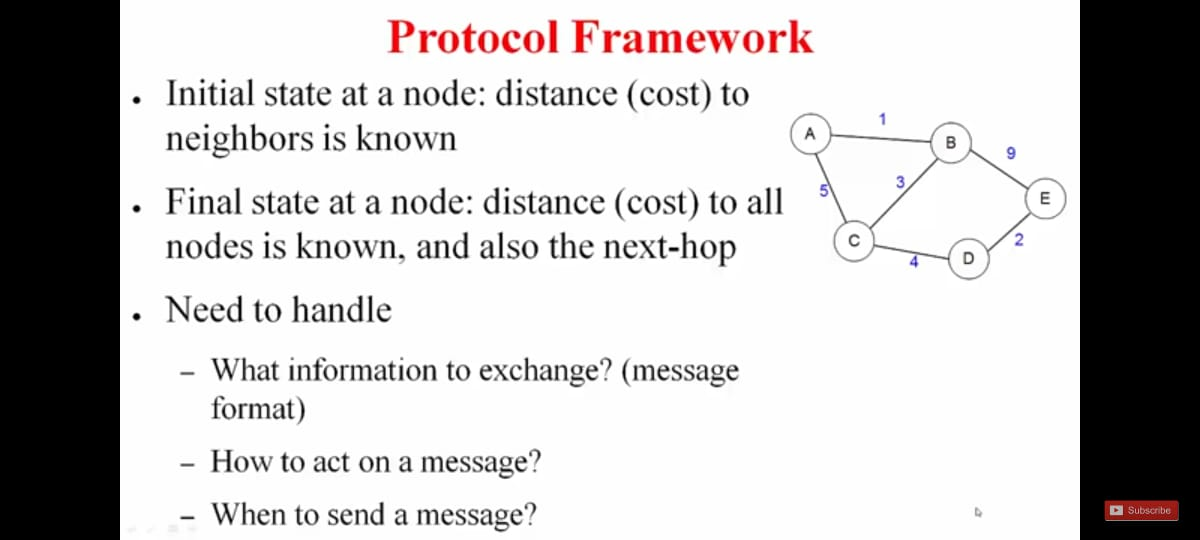 Protocol Framework
• Initial state at a node: distance (cost) to
neighbors is known
• Final state at a node: distance (cost) to all
nodes is known, and also the next-hop
• Need to handle
– What information to exchange? (message
format)
– How to act on a message?
– When to send a message?
1
A
B
9
3
5
E
C
2
D
4
Subscribe